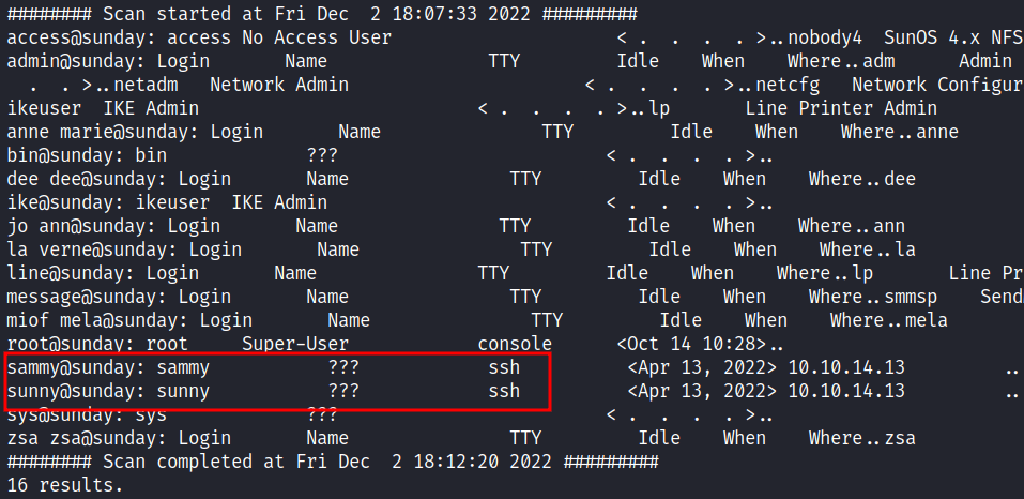 ######## Scan started at Fri Dec  2 18:07:33 2022 #########
access@sunday: access No Access User                     < .  .  .  . >..nobody4  SunOS 4.x NFS
admin@sunday: Login       Name               TTY         Idle    When    Where..adm      Admin
 .  . >..netadm   Network Admin                       < .  .  .  . >..netcfg   Network Configur
ikeuser  IKE Admin                           < .  .  .  . >..lp       Line Printer Admin
anne marie@sunday: Login       Name               TTY         Idle    When    Where..anne
bin@sunday: bin             ???                         < .  .  .  . >..
dee dee@sunday: Login       Name               TTY         Idle    When    Where..dee
ike@sunday: ikeuser  IKE Admin                          < .  .  .  . >..
jo ann@sunday: Login       Name               TTY         Idle    When    Where..ann
la verne@sunday: Login       Name               TTY         Idle    When    Where..la
line@sunday: Login       Name               TTY         Idle    When    Where..lp       Line Pr
message@sunday: Login       Name               TTY         Idle    When    Where..smmsp    Send
miof mela@sunday: Login       Name               TTY         Idle    When    Where..mela
root@sunday: root     Super-User            console      <Oct 14 10:28>..
sammy@sunday: sammy           ???            ssh          <Apr 13, 2022> 10.10.14.13         ..
sunny@sunday: sunny           ???            ssh          <Apr 13, 2022> 10.10.14.13         ..
sys@sunday: sys             ???                         < .  .  .  . >..
zsa zsa@sunday: Login       Name               TTY         Idle    When    Where..zsa
######## Scan completed at Fri Dec  2 18:12:20 2022 #########
16 results.